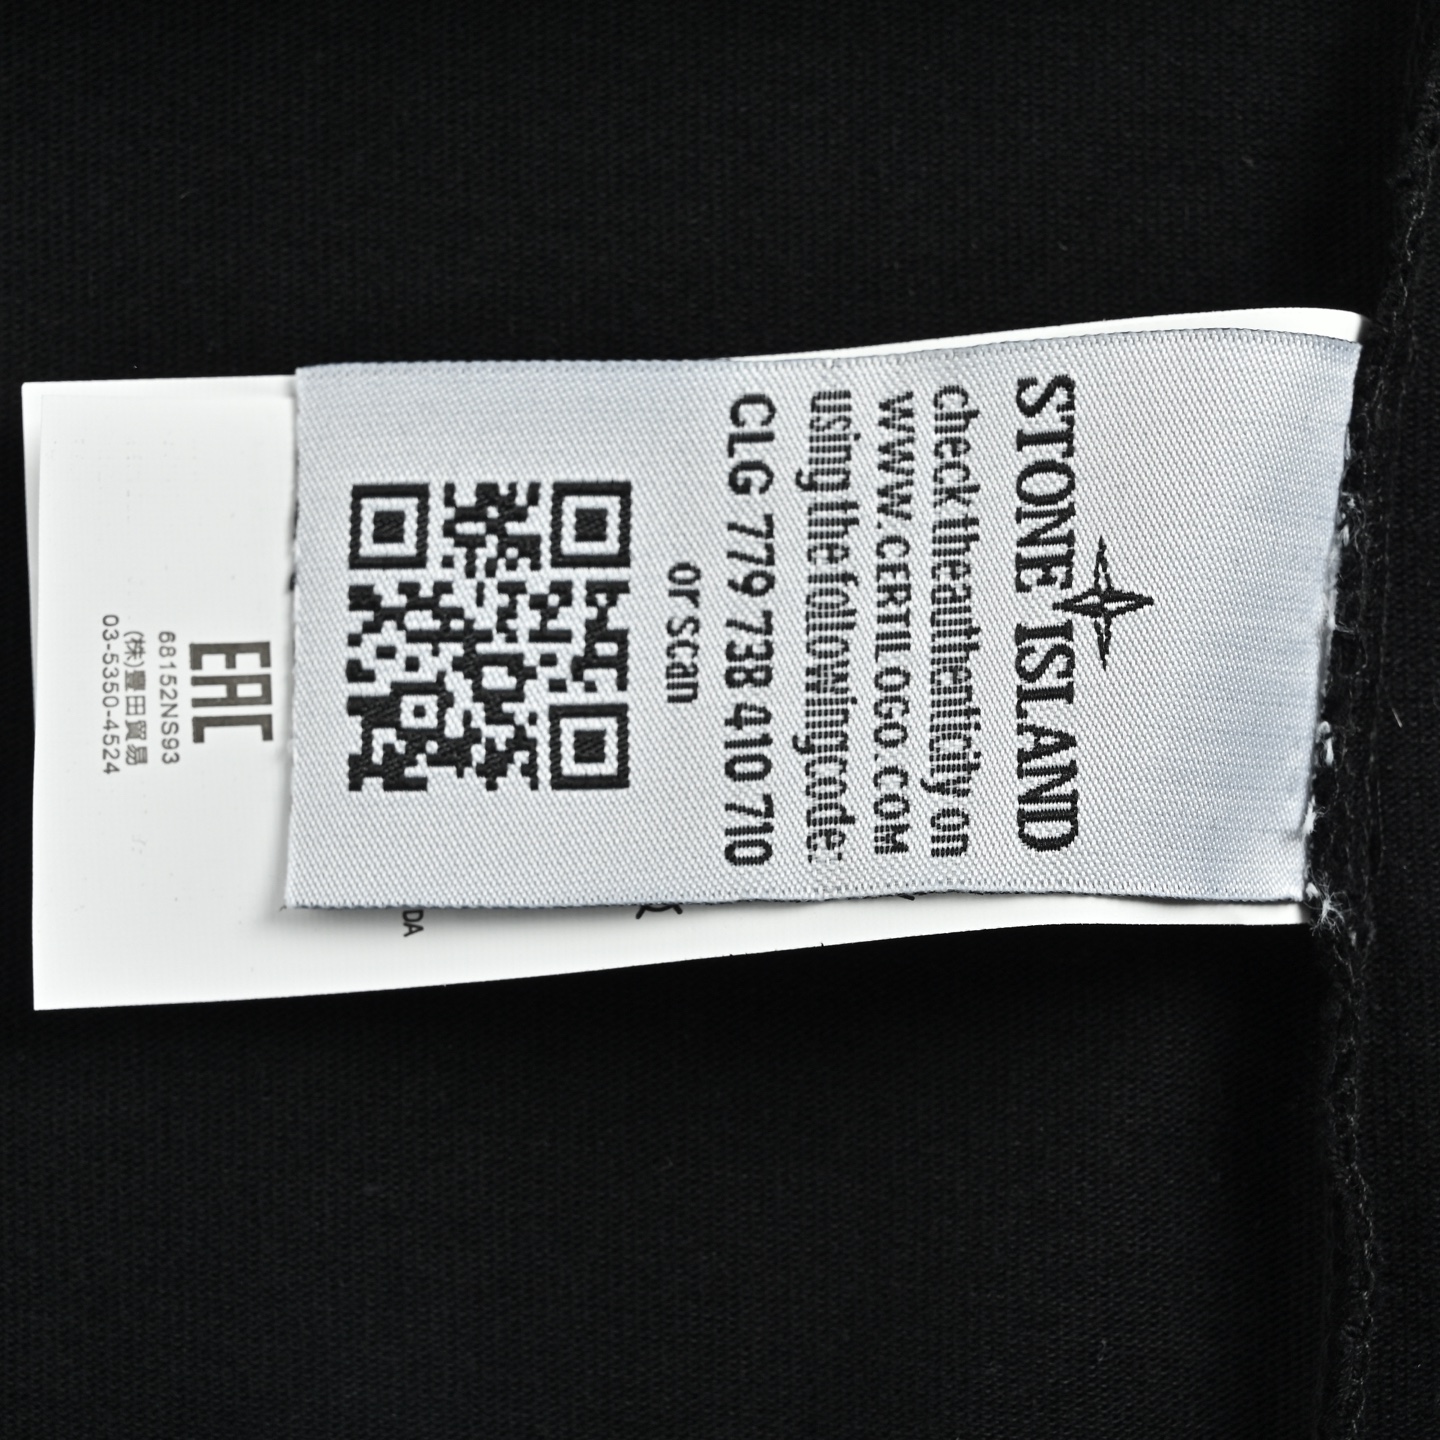 STONE ISLAND
check the authenticity on
WWW.CERTILOGO.COM
using the following code:
CLG 779 738 410 710
or scan
DA
EAC
68152NS93
(株)豊田貿易
03-5350-4524